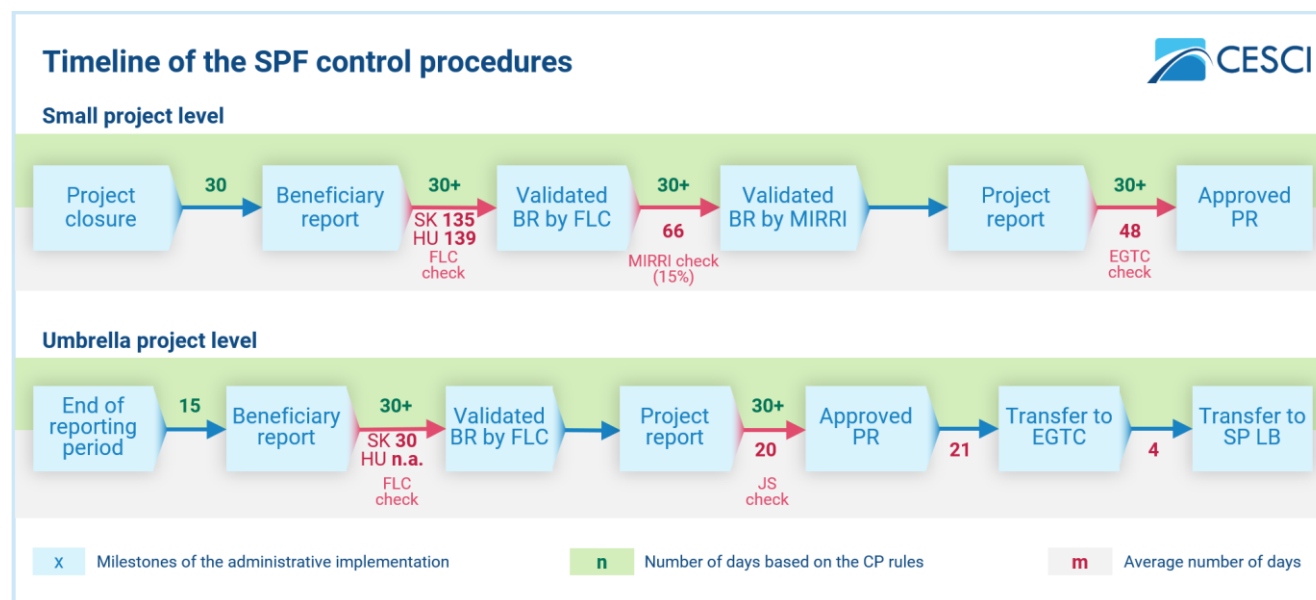 Timeline of the SPF control procedures
CESCI
Small project level
Project
closure
30
Beneficiary
report
30+
SK 135
HU 139
FLC
check
Validated
BR by FLC
30+
66
MIRRI check
(15%)
Validated
BR by MIRRI
Project
report
30+
48
EGTC
check
Approved
PR
Umbrella project level
End of
reporting
period
15
Beneficiary
report
30+
SK 30
HU n.a.
FLC
check
Validated
BR by FLC
Project
report
30+
20
JS
check
Approved
PR
21
Transfer to
EGTC
4
Transfer to
SP LB
x Milestones of the administrative implementation
n Number of days based on the CP rules
m Average number of days